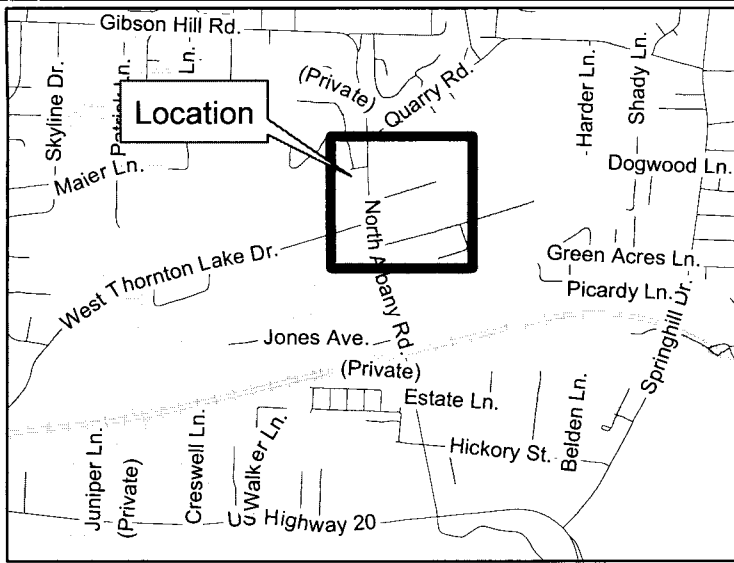 Gibson Hill Rd.
Skyline Dr.
Patrick Ln.
Ln.
(Private)
Quarry Rd.
Harder Ln.
Shady Ln.
Location
Maier Ln.
Dogwood Ln.
North Albany Rd.
West Thornton Lake Dr.
Green Acres Ln.
Picardy Ln.
Springhill Dr.
Jones Ave.
(Private)
Estate Ln.
Juniper Ln.
(Private)
Creswell Ln.
Walker Ln.
Hickory St.
Belden Ln.
US Highway 20